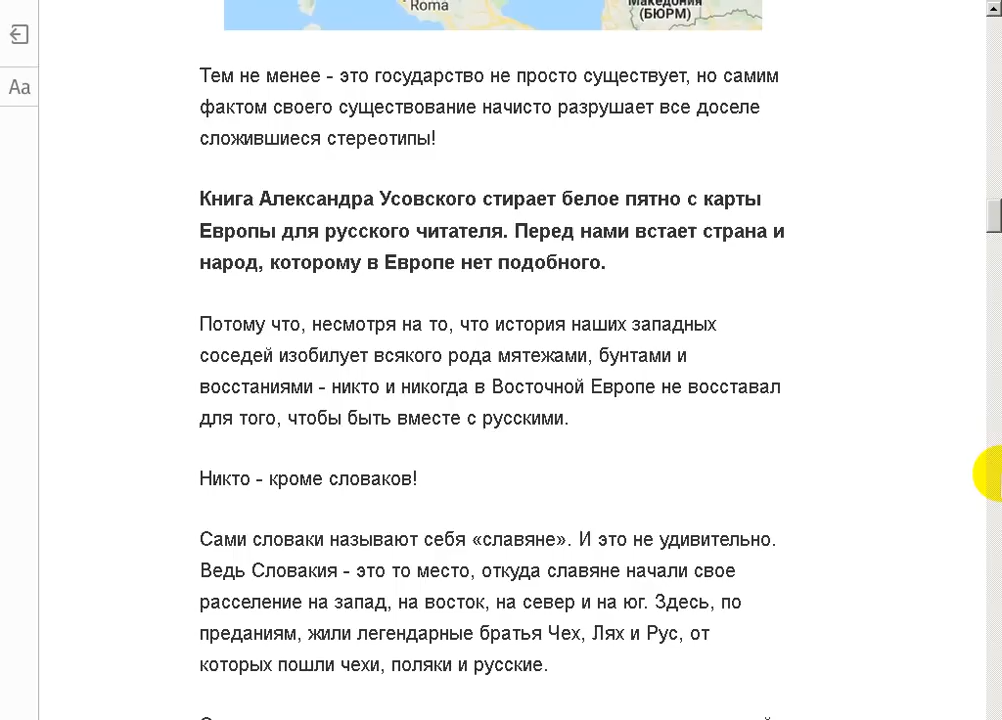 Roma
Македонија
(БЮРМ)
Aa
Тем не менее - это государство не просто существует, но самим
фактом своего существование начисто разрушает все доселе
сложившиеся стереотипы!
Книга Александра Усовского стирает белое пятно с карты
Европы для русского читателя. Перед нами встает страна и
народ, которому в Европе нет подобного.
Потому что, несмотря на то, что история наших западных
соседей изобилует всякого рода мятежами, бунтами и
восстаниями - никто и никогда в Восточной Европе не восставал
для того, чтобы быть вместе с русскими.
Никто - кроме словаков!
Сами словаки называют себя «славяне». И это не удивительно.
Ведь Словакия - это то место, откуда славяне начали свое
расселение на запад, на восток, на север и на юг. Здесь, по
преданиям, жили легендарные братья Чех, Лях и Рус, от
которых пошли чехи, поляки и русские.